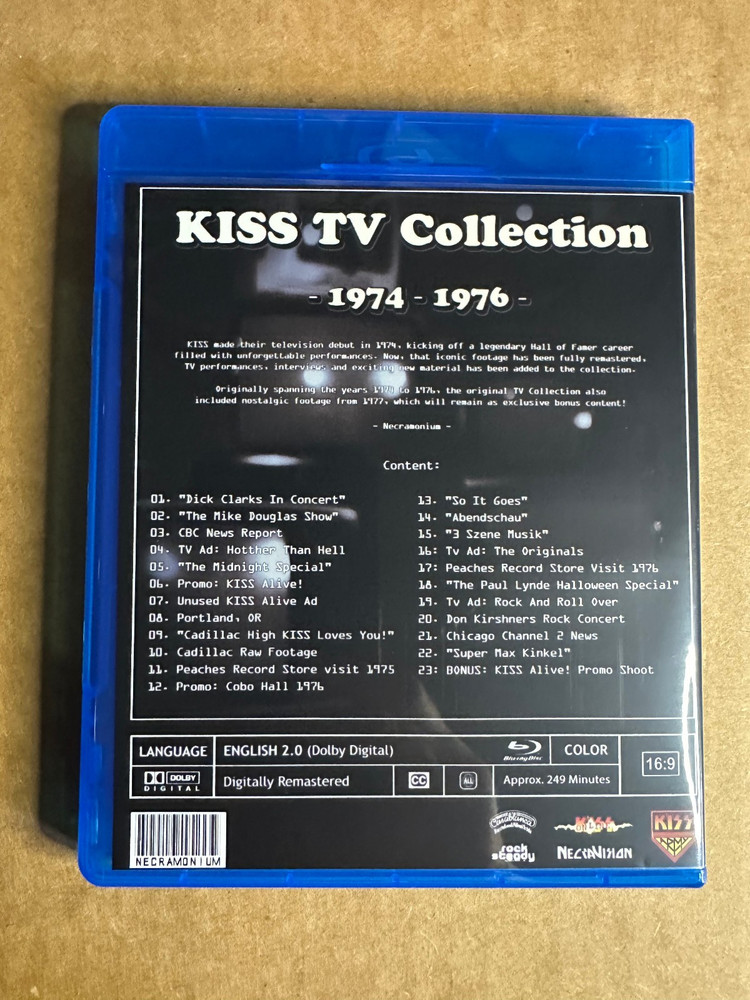 KISS TV Collection
- 1974 - 1976 -
KISS made their television debut in 1974, kicking off a legendary Hall of Famer career
filled with unforgettable performances. Now, that iconic footage has been fully remastered.
TV performances, interviews and exciting new material has been added to the collection.
Originally spanning the years 1974 to 1976, the original TV Collection also
included nostalgic footage from 1977, which will remain as exclusive bonus content!
- Necramonium -
Content:
01. "Dick Clarks In Concert"
02. "The Mike Douglas Show"
03. CBC News Report
04. TV Ad: Hotther Than Hell
05. "The Midnight Special"
06. Promo: KISS Alive!
07. Unused KISS Alive Ad
08. Portland, OR
09. "Cadillac High KISS Loves You!"
10. Cadillac Raw Footage
11. Peaches Record Store visit 1975
12. Promo: Cobo Hall 1976
13. "So It Goes"
14. "Abendschau"
15. "3 Szene Musik"
16: Tv Ad: The Originals
17: Peaches Record Store Visit 1976
18. "The Paul Lynde Halloween Special"
19. Tv Ad: Rock And Roll Over
20. Don Kirshners Rock Concert
21. Chicago Channel 2 News
22. "Super Max Kinkel"
23: BONUS: KISS Alive! Promo Shoot
LANGUAGE ENGLISH 2.0 (Dolby Digital) Blu-ray Disc COLOR 16:9
DOLBY DIGITAL Digitally Remastered CC ALL Approx. 249 Minutes
NECRAMONIUM
Casablanca
KISS
KISS ARMY
rock steady
NECRAVISION